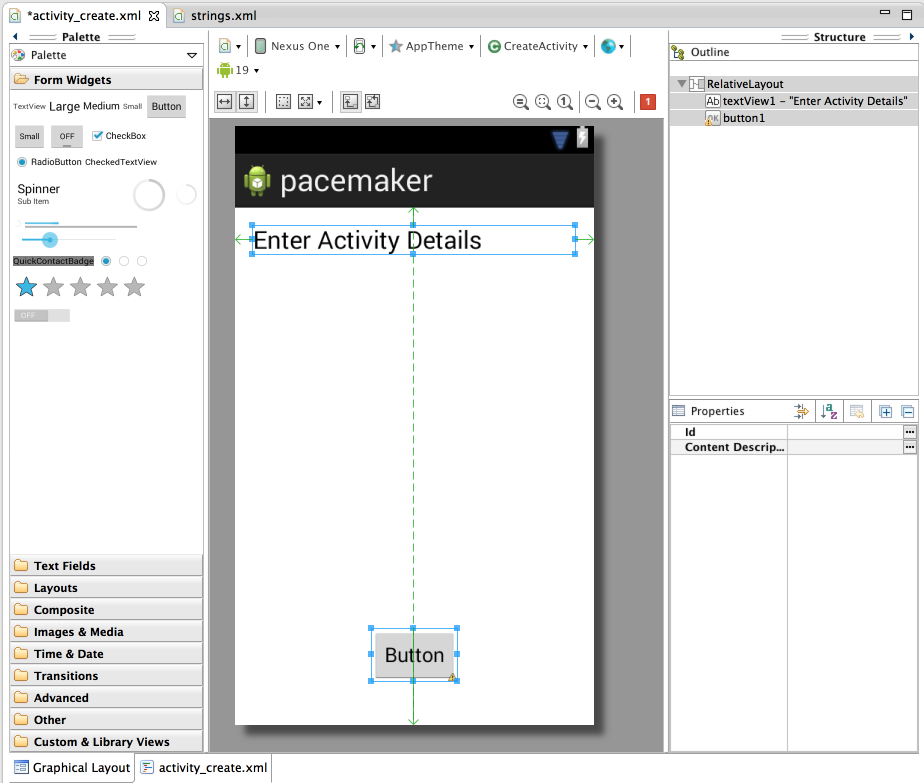 *activity_create.xml
strings.xml
Palette
Palette
Form Widgets
TextView Large Medium Small Button
Small OFF CheckBox
RadioButton CheckedTextView
Spinner
Sub Item
QuickContactBadge
OFF
Text Fields
Layouts
Composite
Images & Media
Time & Date
Transitions
Advanced
Other
Custom & Library Views
Graphical Layout
activity_create.xml
Nexus One
AppTheme
CreateActivity
19
1
1
pacemaker
Enter Activity Details
Button
Structure
Outline
RelativeLayout
Ab textView1 - "Enter Activity Details"
OK button1
Properties
a
z
Id
...
Content Descrip...
...